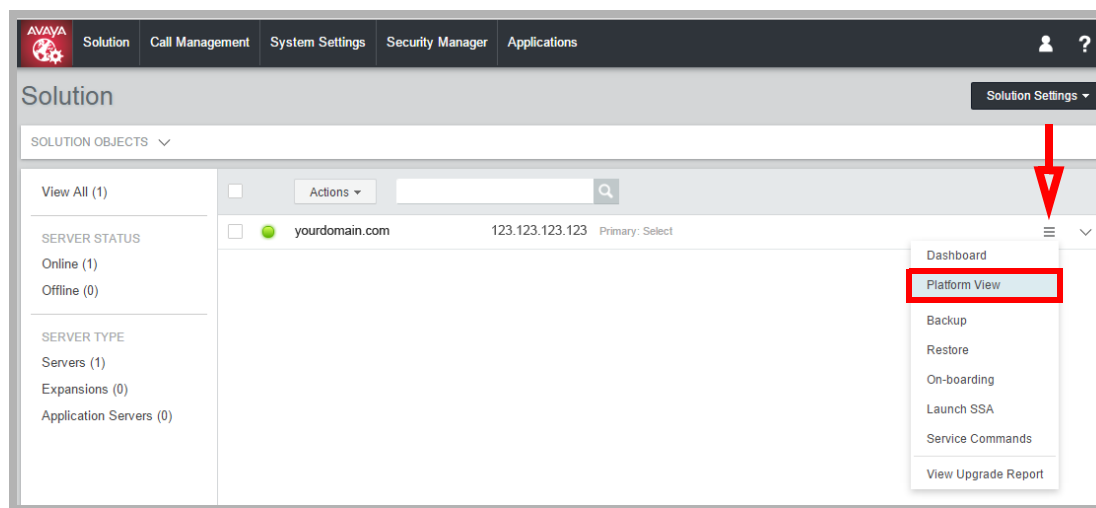 AVAYA
Solution Call Management System Settings Security Manager Applications ?
Solution
Solution Settings
SOLUTION OBJECTS
View All (1)
Actions
SERVER STATUS
Online (1)
Offline (0)
SERVER TYPE
Servers (1)
Expansions (0)
Application Servers (0)
yourdomain.com 123.123.123.123 Primary: Select
Dashboard
Platform View
Backup
Restore
On-boarding
Launch SSA
Service Commands
View Upgrade Report